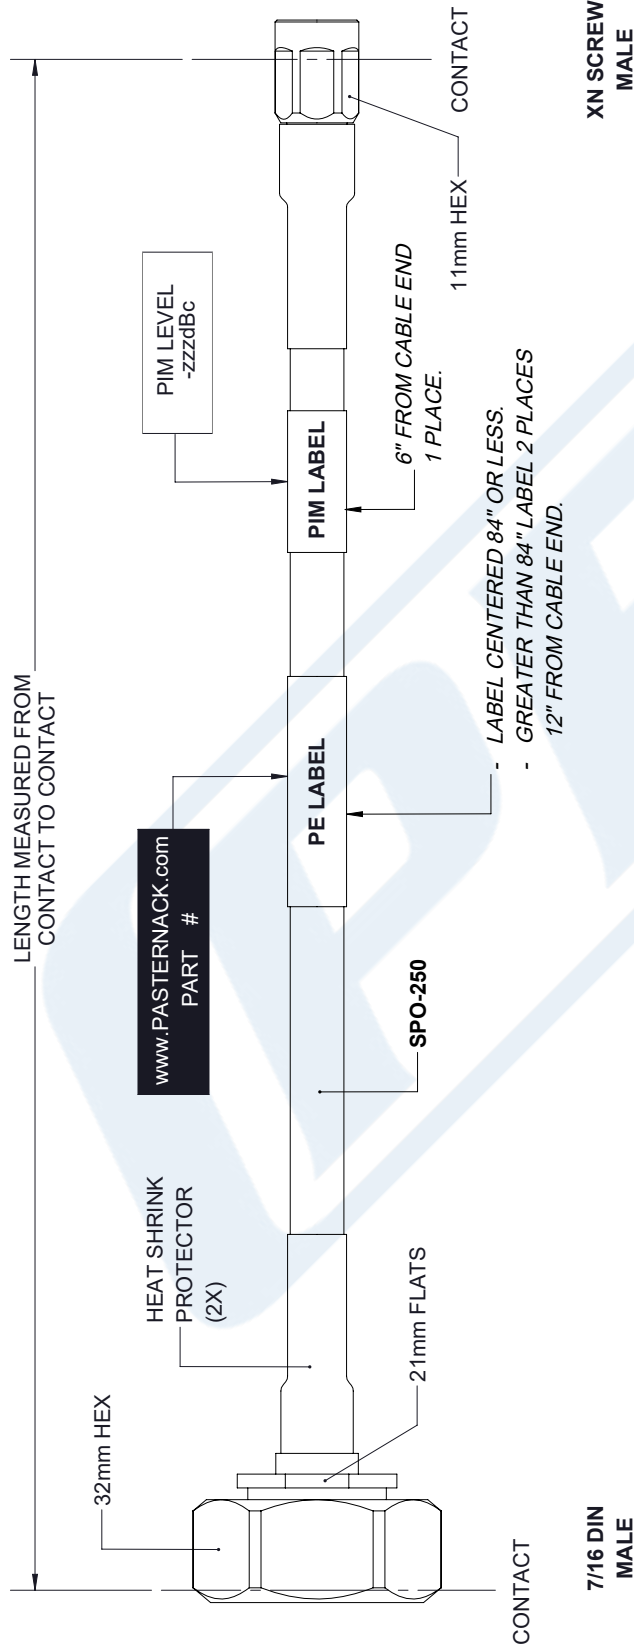 LENGTH MEASURED FROM
CONTACT TO CONTACT
32mm HEX
HEAT SHRINK
PROTECTOR
(2X)
www.PASTERNACK.com
PART #
PIM LEVEL
-zzzdBc
PE LABEL
PIM LABEL
21mm FLATS
SPO-250
6" FROM CABLE END
1 PLACE.
11mm HEX
CONTACT
- LABEL CENTERED 84" OR LESS.
- GREATER THAN 84" LABEL 2 PLACES
12" FROM CABLE END.
CONTACT
7/16 DIN
MALE
XN SCREW
MALE